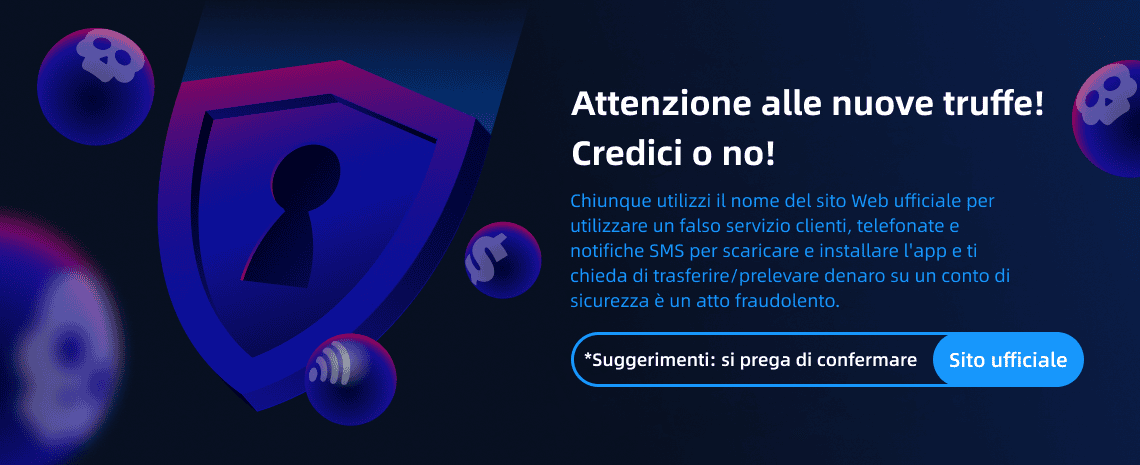 Attenzione alle nuove truffe!
Credici o no!
Chiunque utilizzi il nome del sito Web ufficiale per
utilizzare un falso servizio clienti, telefonate e
notifiche SMS per scaricare e installare l'app e ti
chieda di trasferire/prelevare denaro su un conto di
sicurezza è un atto fraudolento.
*Suggerimenti: si prega di confermare Sito ufficiale